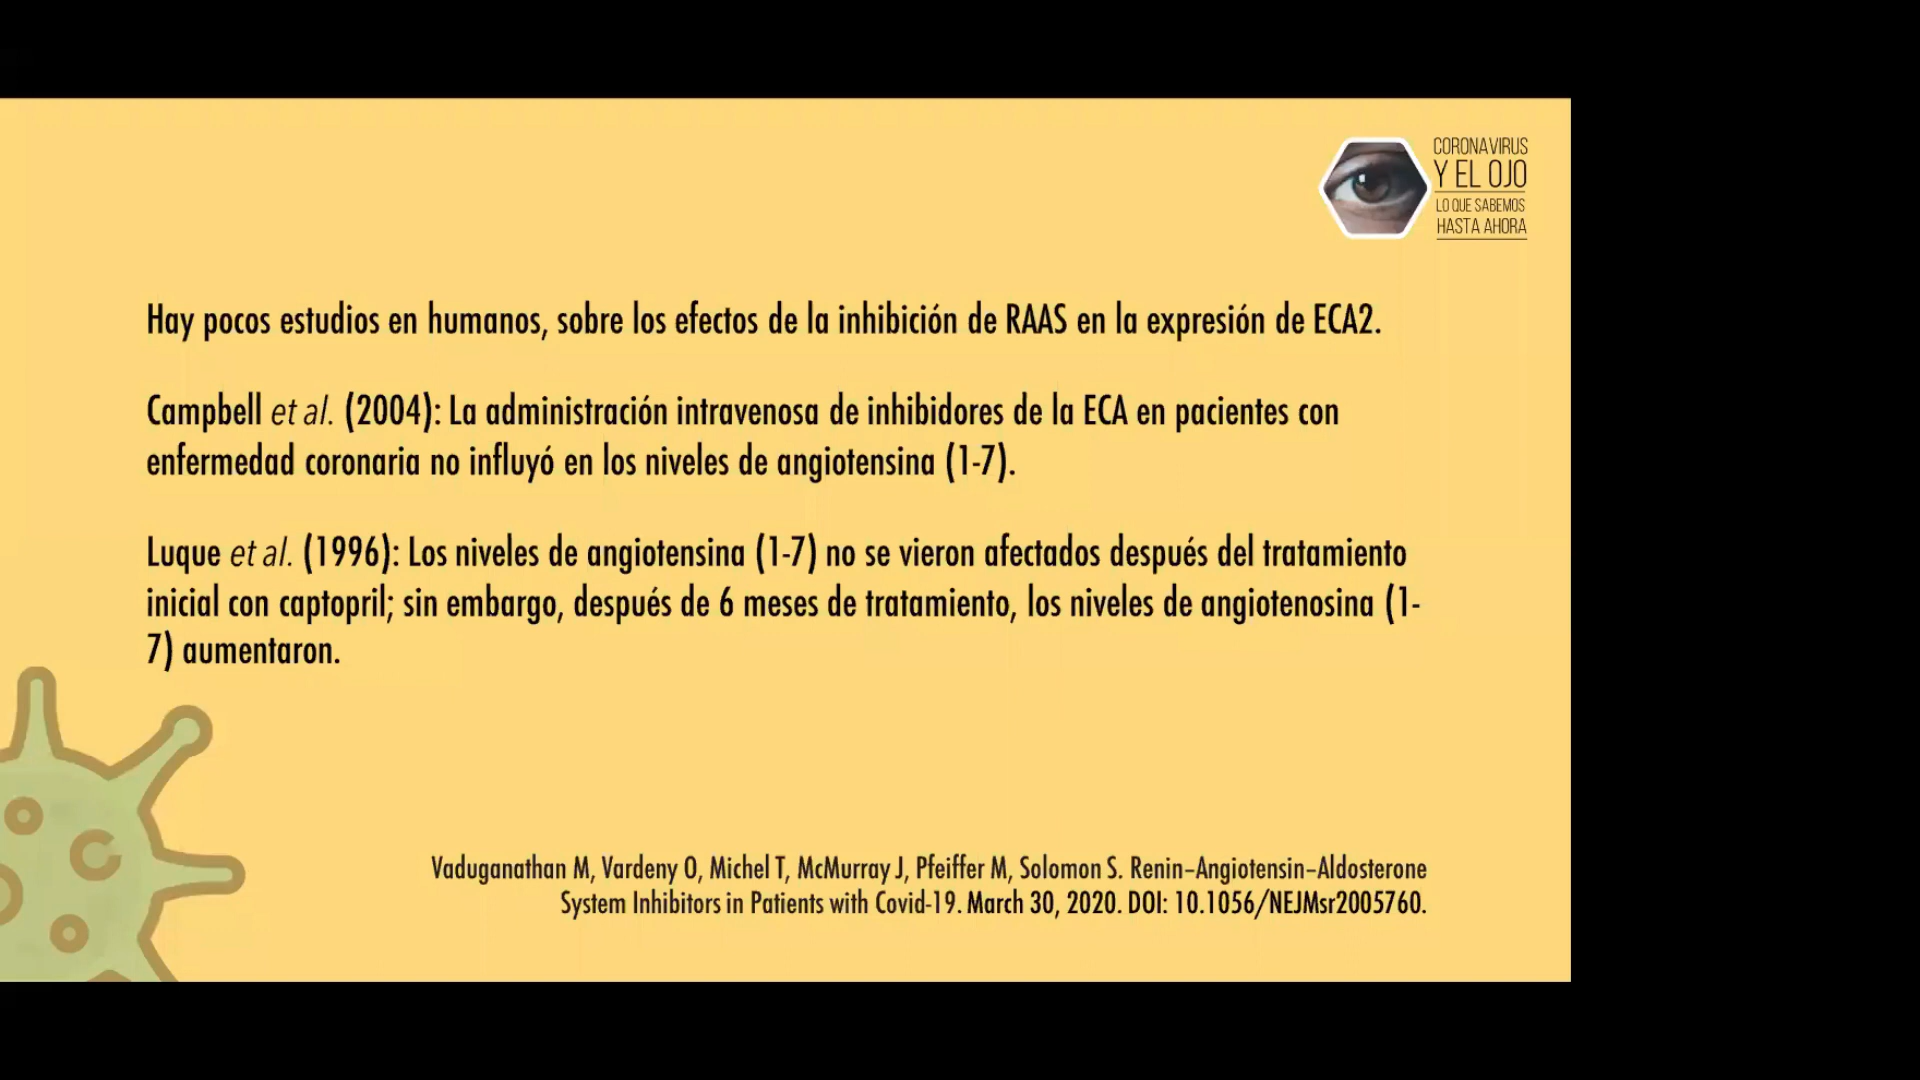 CORONAVIRUS
Y EL OJO
LO QUE SABEMOS
HASTA AHORA
Hay pocos estudios en humanos, sobre los efectos de la inhibición de RAAS en la expresión de ECA2.
Campbell et al. (2004): La administración intravenosa de inhibidores de la ECA en pacientes con
enfermedad coronaria no influyó en los niveles de angiotensina (1-7).
Luque et al. (1996): Los niveles de angiotensina (1-7) no se vieron afectados después del tratamiento
inicial con captopril; sin embargo, después de 6 meses de tratamiento, los niveles de angiotenosina (1-
7) aumentaron.
Vaduganathan M, Vardeny O, Michel T, McMurray J, Pfeiffer M, Solomon S. Renin–Angiotensin–Aldosterone
System Inhibitors in Patients with Covid-19. March 30, 2020. DOI: 10.1056/NEJMsr2005760.